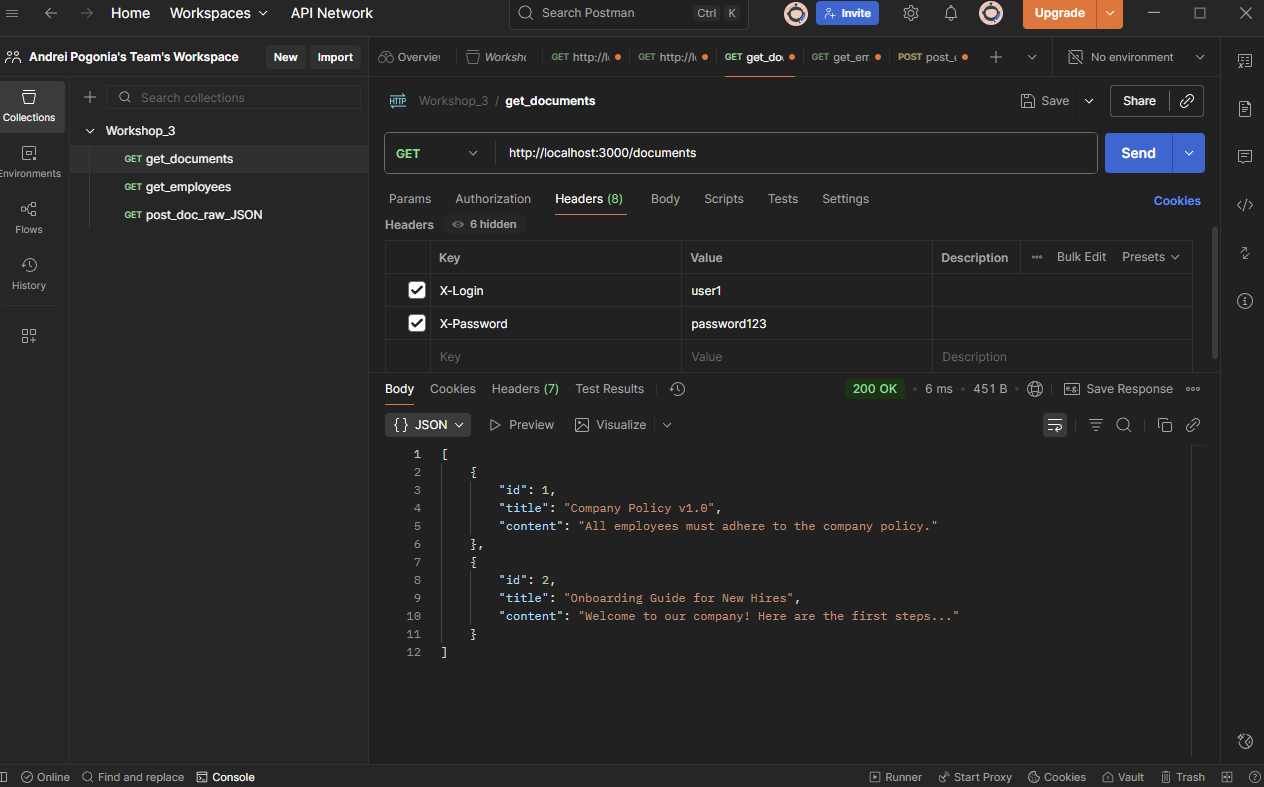 Home Workspaces API Network Search Postman Ctrl K Invite Upgrade
Andrei Pogonia's Team's Workspace New Import
Overviev Worksho GET http://l GET http://l GET get_do GET get_em POST post_ No environment
Collections
Environments
Flows
History
Search collections
Workshop_3
GET get_documents
GET get_employees
GET post_doc_raw_JSON
HTTP Workshop_3 / get_documents Save Share
GET http://localhost:3000/documents Send
Params Authorization Headers (8) Body Scripts Tests Settings Cookies
Headers 6 hidden
Key Value Description Bulk Edit Presets
X-Login user1
X-Password password123
Key Value Description
Body Cookies Headers (7) Test Results 200 OK 6 ms 451 B e.g. Save Response
{} JSON Preview Visualize
1 [
2 {
3 "id": 1,
4 "title": "Company Policy v1.0",
5 "content": "All employees must adhere to the company policy."
6 },
7 {
8 "id": 2,
9 "title": "Onboarding Guide for New Hires",
10 "content": "Welcome to our company! Here are the first steps..."
11 }
12 ]
Online Find and replace Console Runner Start Proxy Cookies Vault Trash